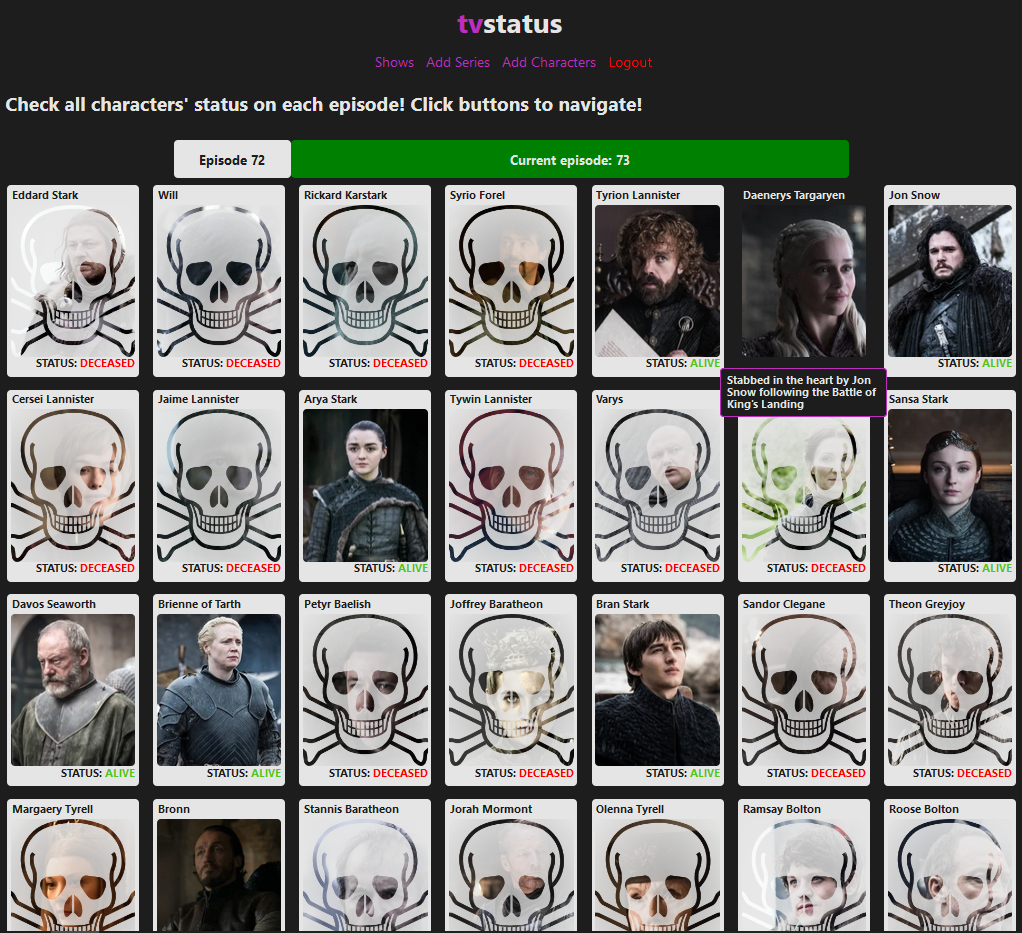 tvstatus
Shows Add Series Add Characters Logout
Check all characters' status on each episode! Click buttons to navigate!
Episode 72 Current episode: 73
Eddard Stark Will Rickard Karstark Syrio Forel Tyrion Lannister Daenerys Targaryen Jon Snow
STATUS: DECEASED STATUS: DECEASED STATUS: DECEASED STATUS: DECEASED STATUS: ALIVE STATUS: ALIVE
Stabbed in the heart by Jon
Snow following the Battle of
King's Landing
Cersei Lannister Jaime Lannister Arya Stark Tywin Lannister Varys Sansa Stark
STATUS: DECEASED STATUS: DECEASED STATUS: ALIVE STATUS: DECEASED STATUS: DECEASED STATUS: DECEASED STATUS: ALIVE
Davos Seaworth Brienne of Tarth Petyr Baelish Joffrey Baratheon Bran Stark Sandor Clegane Theon Greyjoy
STATUS: ALIVE STATUS: ALIVE STATUS: DECEASED STATUS: DECEASED STATUS: ALIVE STATUS: DECEASED STATUS: DECEASED
Margaery Tyrell Bronn Stannis Baratheon Jorah Mormont Olenna Tyrell Ramsay Bolton Roose Bolton